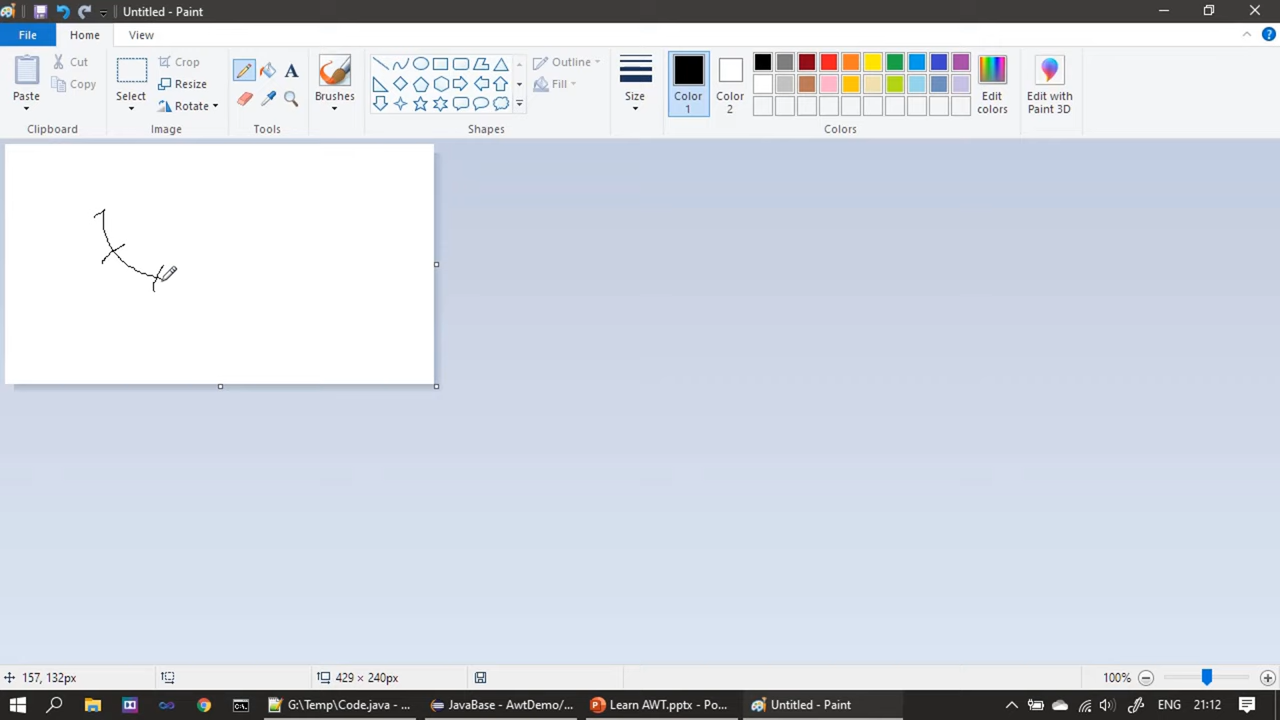 Untitled - Paint
File Home View
Paste Cut Copy Clipboard
Select Crop Resize Rotate Image
A
Tools
Brushes
Shapes
Outline
Fill
Size
Color 1
Color 2
Colors
Edit colors
Edit with Paint 3D
157, 132px
429 × 240px
100%
G:\Temp\Code.java - ...
JavaBase - AwtDemo/...
Learn AWT.pptx - Po...
Untitled - Paint
ENG
21:12